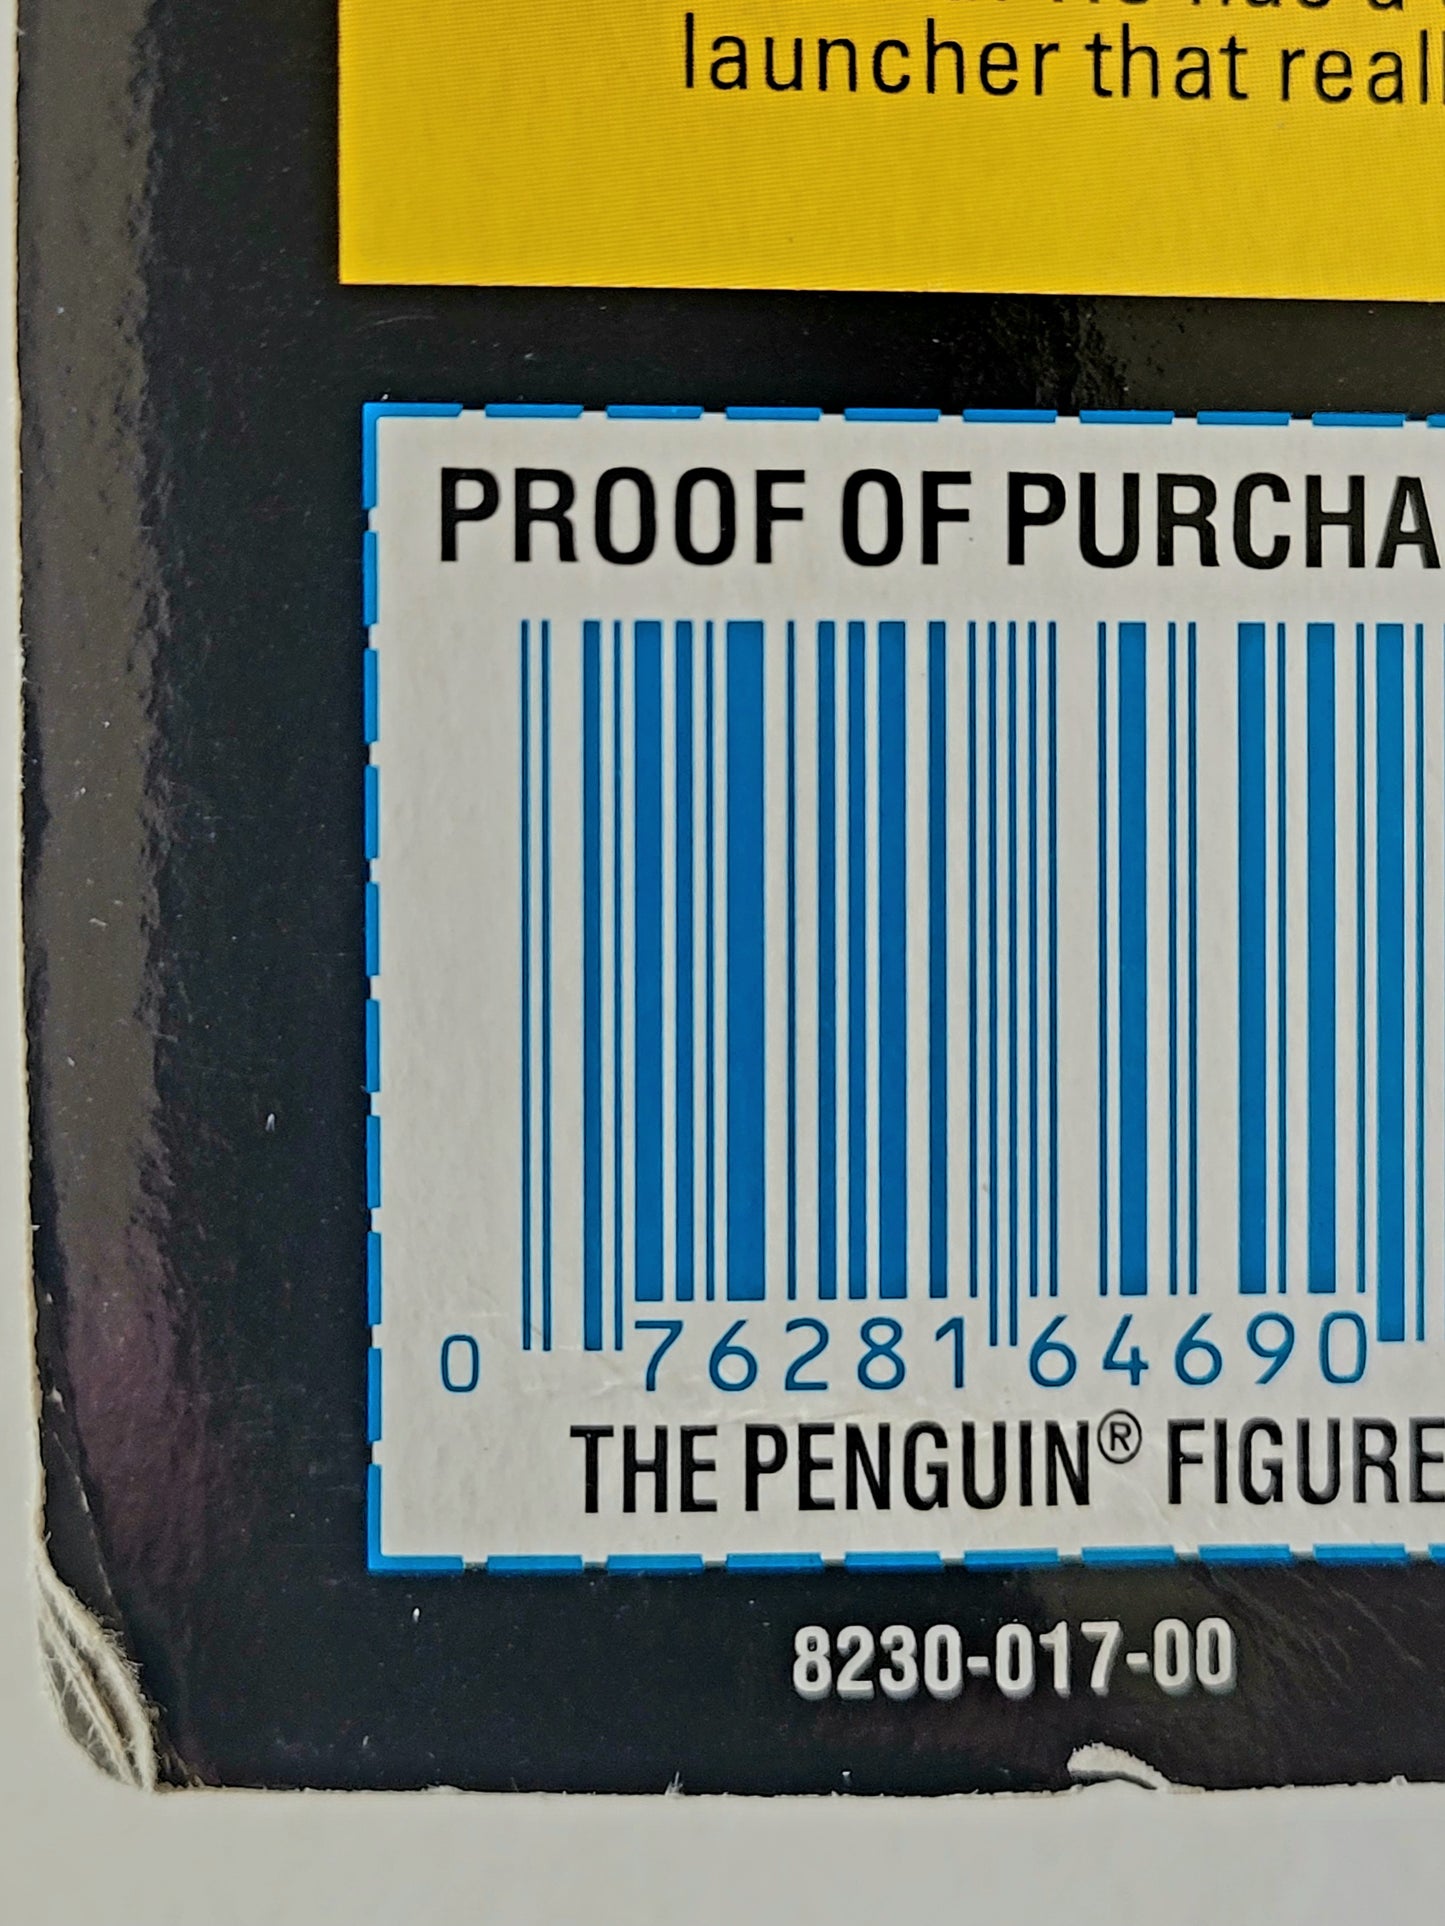 launcher that reall
PROOF OF PURCHA
0 76281 64690
THE PENGUIN® FIGURE
8230-017-00